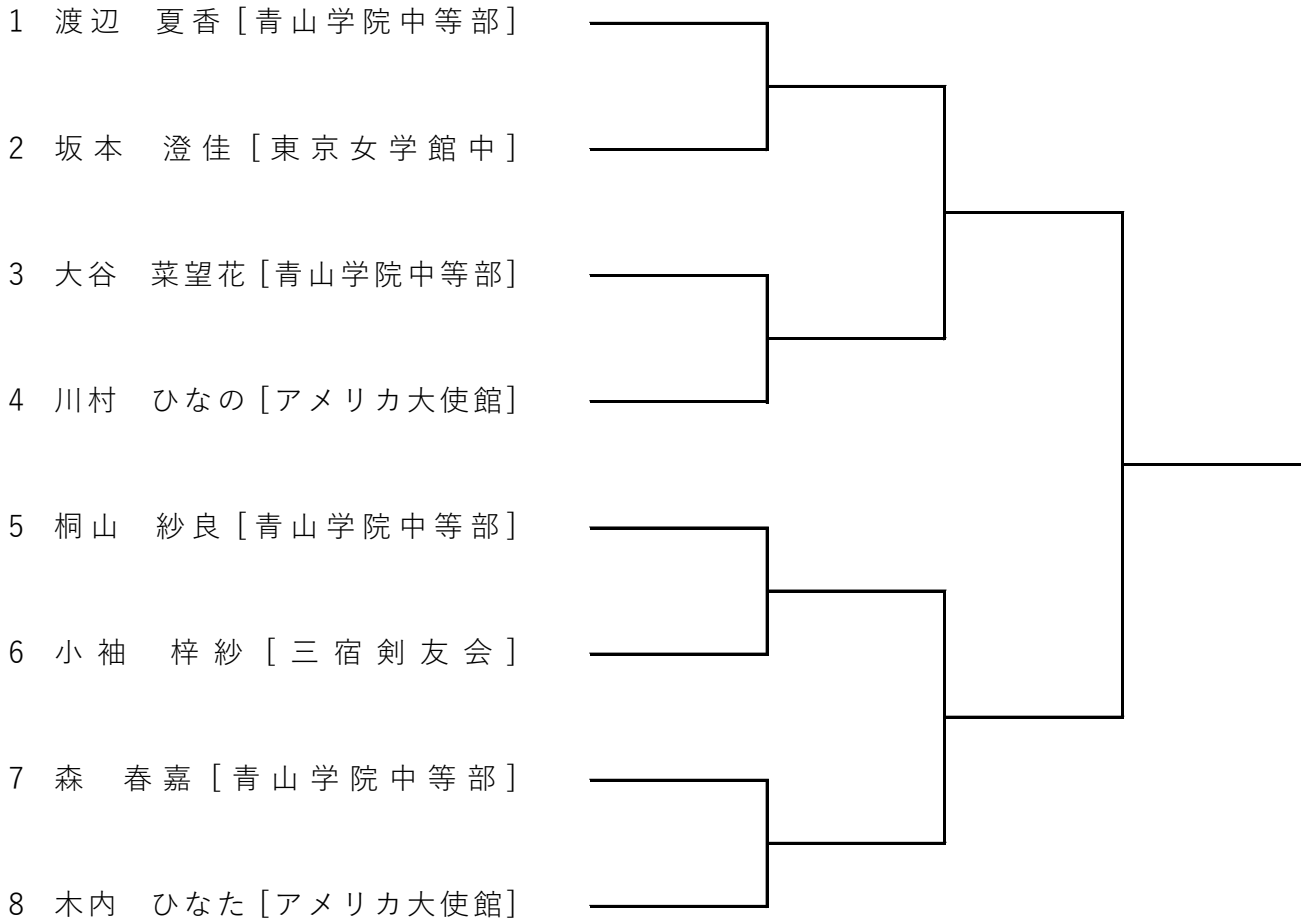 1 渡辺 夏香 [青山学院中等部]
2 坂本 澄佳 [東京女学館中]
3 大谷 菜望花 [青山学院中等部]
4 川村 ひなの [アメリカ大使館]
5 桐山 紗良 [青山学院中等部]
6 小袖 梓紗 [三宿剣友会]
7 森 春嘉 [青山学院中等部]
8 木内 ひなた [アメリカ大使館]